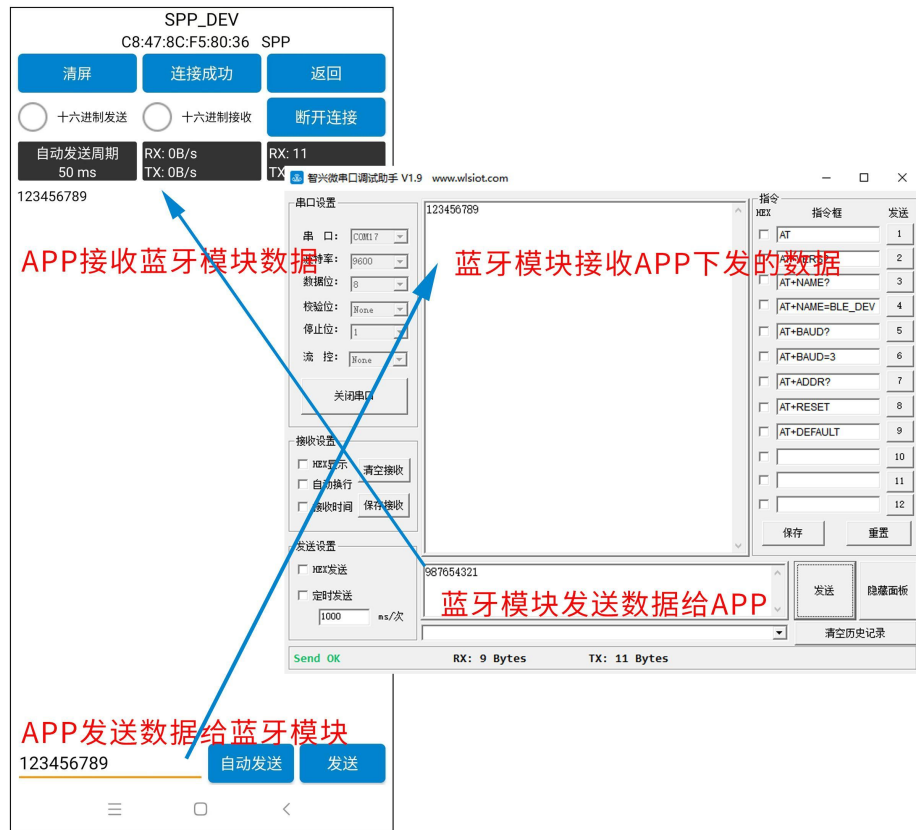 SPP_DEV
C8:47:8C:F5:80:36 SPP
清屏
连接成功
返回
十六进制发送
十六进制接收
断开连接
自动发送周期
50 ms
RX: 0B/s
TX: 0B/s
RX: 11
TX
123456789
APP接收蓝牙模块数据
智兴微串口调试助手 V1.9 www.wlsiot.com
串口设置
串 口: COM17
特率: 9600
数据位: 8
校验位: None
停止位: 1
流 控: None
关闭串口
接收设置
HEX显示
清空接收
自动换行
接收时间
保存接收
发送设置
HEX发送
定时发送
1000 ms/次
123456789
蓝牙模块接收APP下发的数据
987654321
蓝牙模块发送数据给APP
指令
HEX 指令框 发送
AT 1
2
AT+NAME? 3
AT+NAME=BLE_DEV 4
AT+BAUD? 5
AT+BAUD=3 6
AT+ADDR? 7
AT+RESET 8
AT+DEFAULT 9
10
11
12
保存
重置
发送
隐藏面板
清空历史记录
Send OK RX: 9 Bytes TX: 11 Bytes
APP发送数据给蓝牙模块
123456789
自动发送
发送